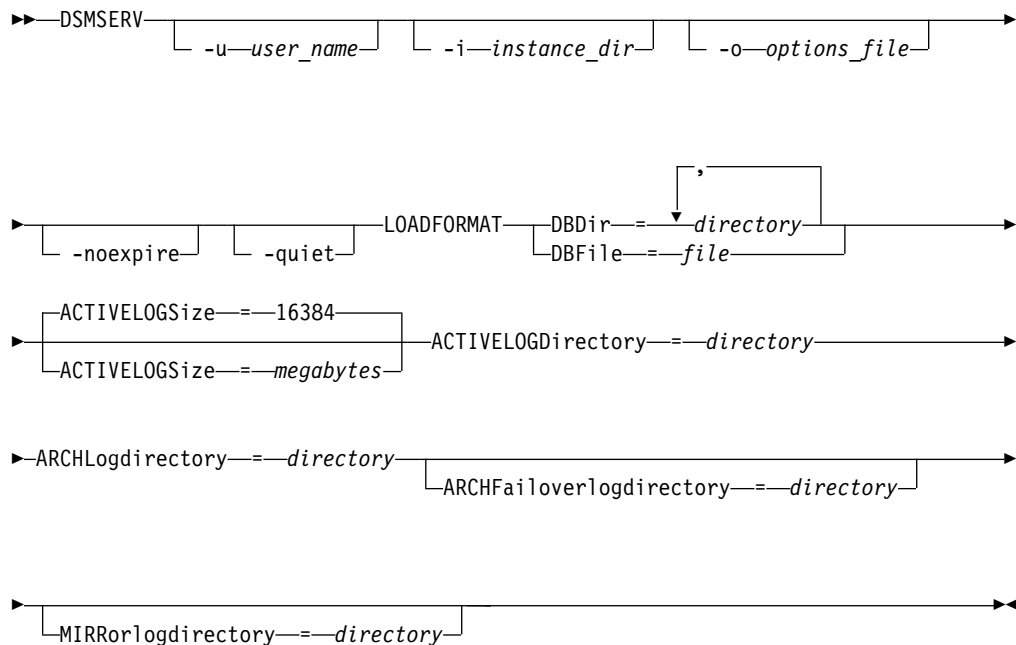 DSMSERV
-u user_name -i instance_dir -o options_file
,
-noexpire -quiet LOADFORMAT DBDir = directory
DBFile = file
ACTIVELOGSize = 16384
ACTIVELOGDirectory = directory
ACTIVELOGSize = megabytes
ARCHLogdirectory = directory
ARCHFailoverlogdirectory = directory
MIRRorlogdirectory = directory